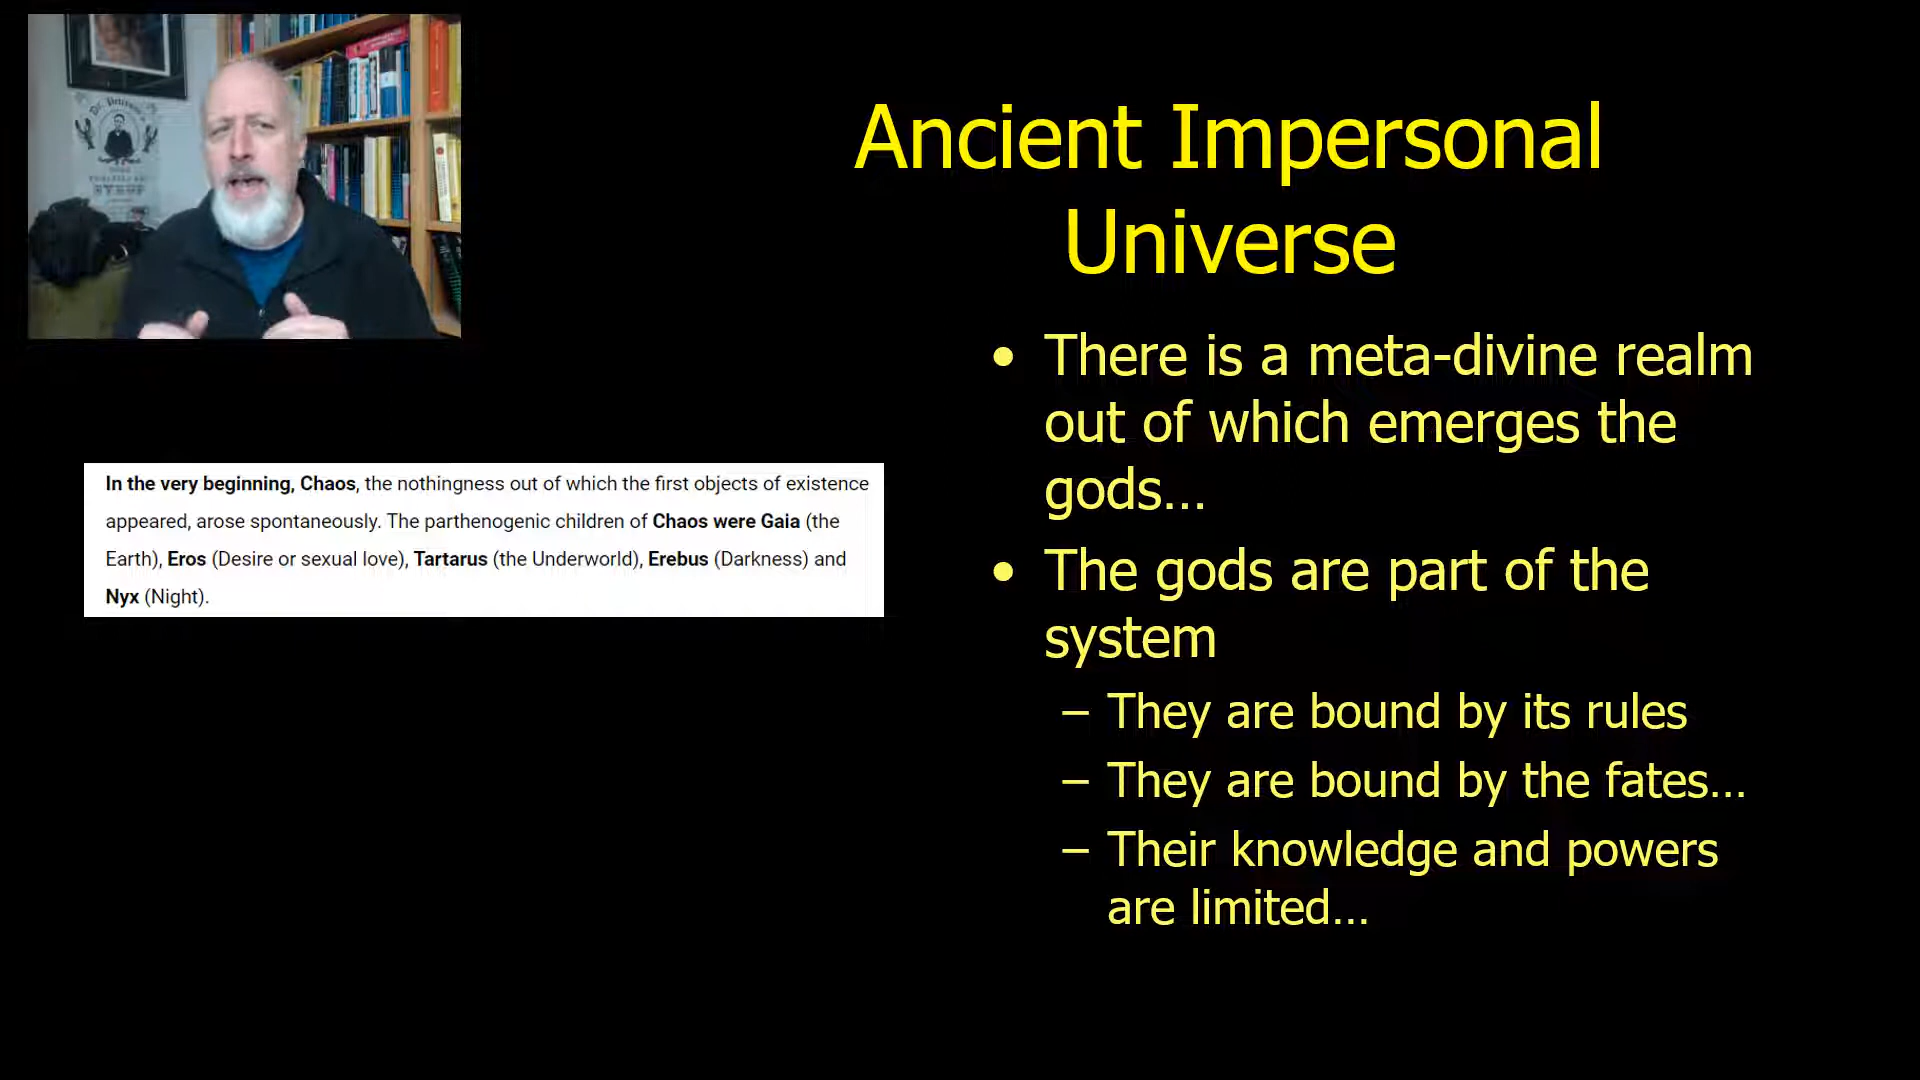 Dr. Peterson's
Ancient Impersonal
Universe
• There is a meta-divine realm
out of which emerges the
gods...
• The gods are part of the
system
– They are bound by its rules
– They are bound by the fates...
– Their knowledge and powers
are limited...
In the very beginning, Chaos, the nothingness out of which the first objects of existence
appeared, arose spontaneously. The parthenogenic children of Chaos were Gaia (the
Earth), Eros (Desire or sexual love), Tartarus (the Underworld), Erebus (Darkness) and
Nyx (Night).